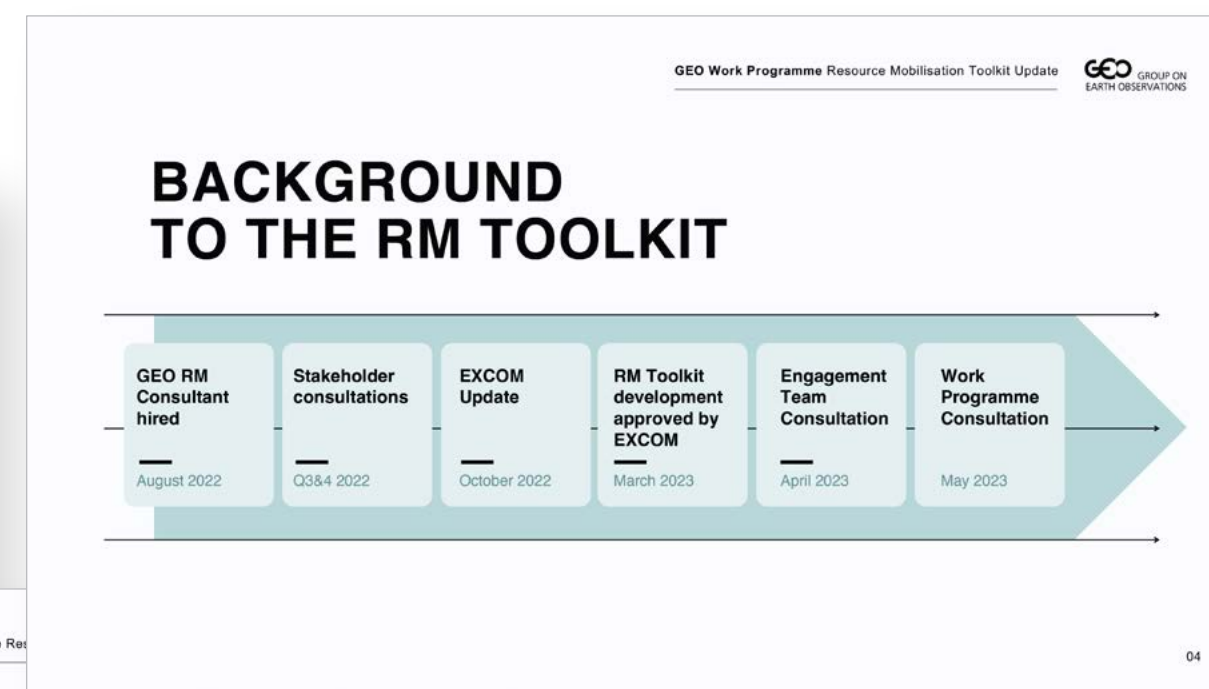 GEO Work Programme Resource Mobilisation Toolkit Update
GEO GROUP ON
EARTH OBSERVATIONS
BACKGROUND
TO THE RM TOOLKIT
GEO RM
Consultant
hired
August 2022
Stakeholder
consultations
Q3&4 2022
EXCOM
Update
October 2022
RM Toolkit
development
approved by
EXCOM
March 2023
Engagement
Team
Consultation
April 2023
Work
Programme
Consultation
May 2023
04